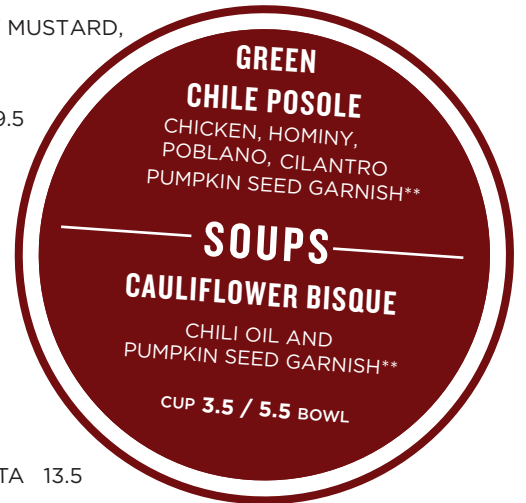 MUSTARD,
GREEN
CHILE POSOLE
9.5
CHICKEN, HOMINY,
POBLANO, CILANTRO
PUMPKIN SEED GARNISH**
SOUPS
CAULIFLOWER BISQUE
CHILI OIL AND
PUMPKIN SEED GARNISH**
CUP 3.5 / 5.5 BOWL
TA 13.5